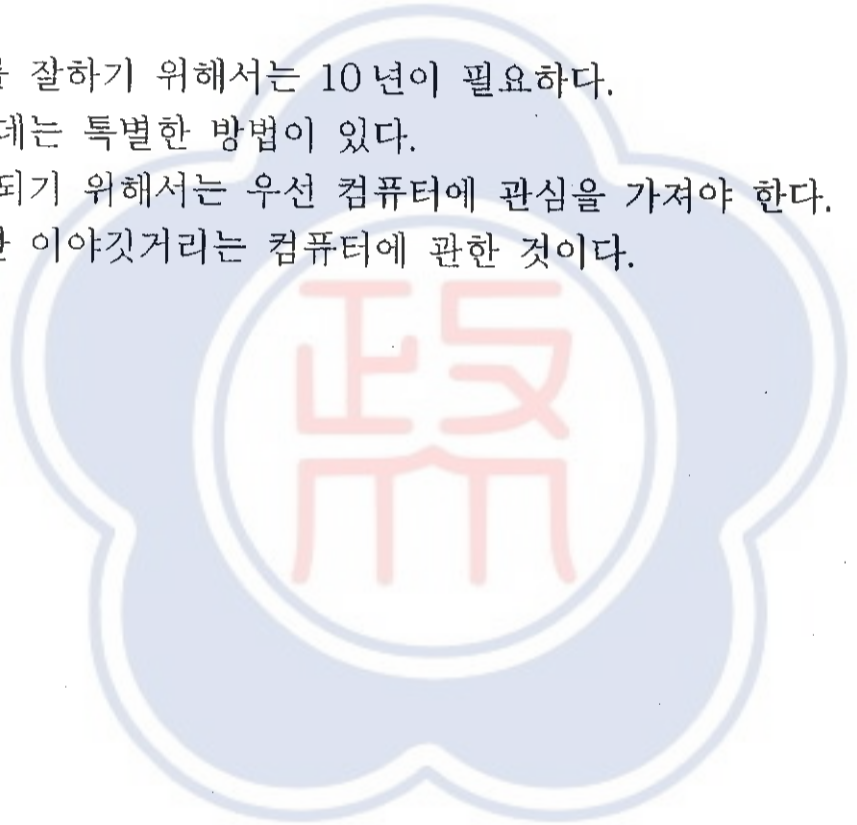 잘하기 위해서는 10년이 필요하다.
데는 특별한 방법이 있다.
되기 위해서는 우선 컴퓨터에 관심을 가져야 한다.
이야깃거리는 컴퓨터에 관한 것이다.
政大